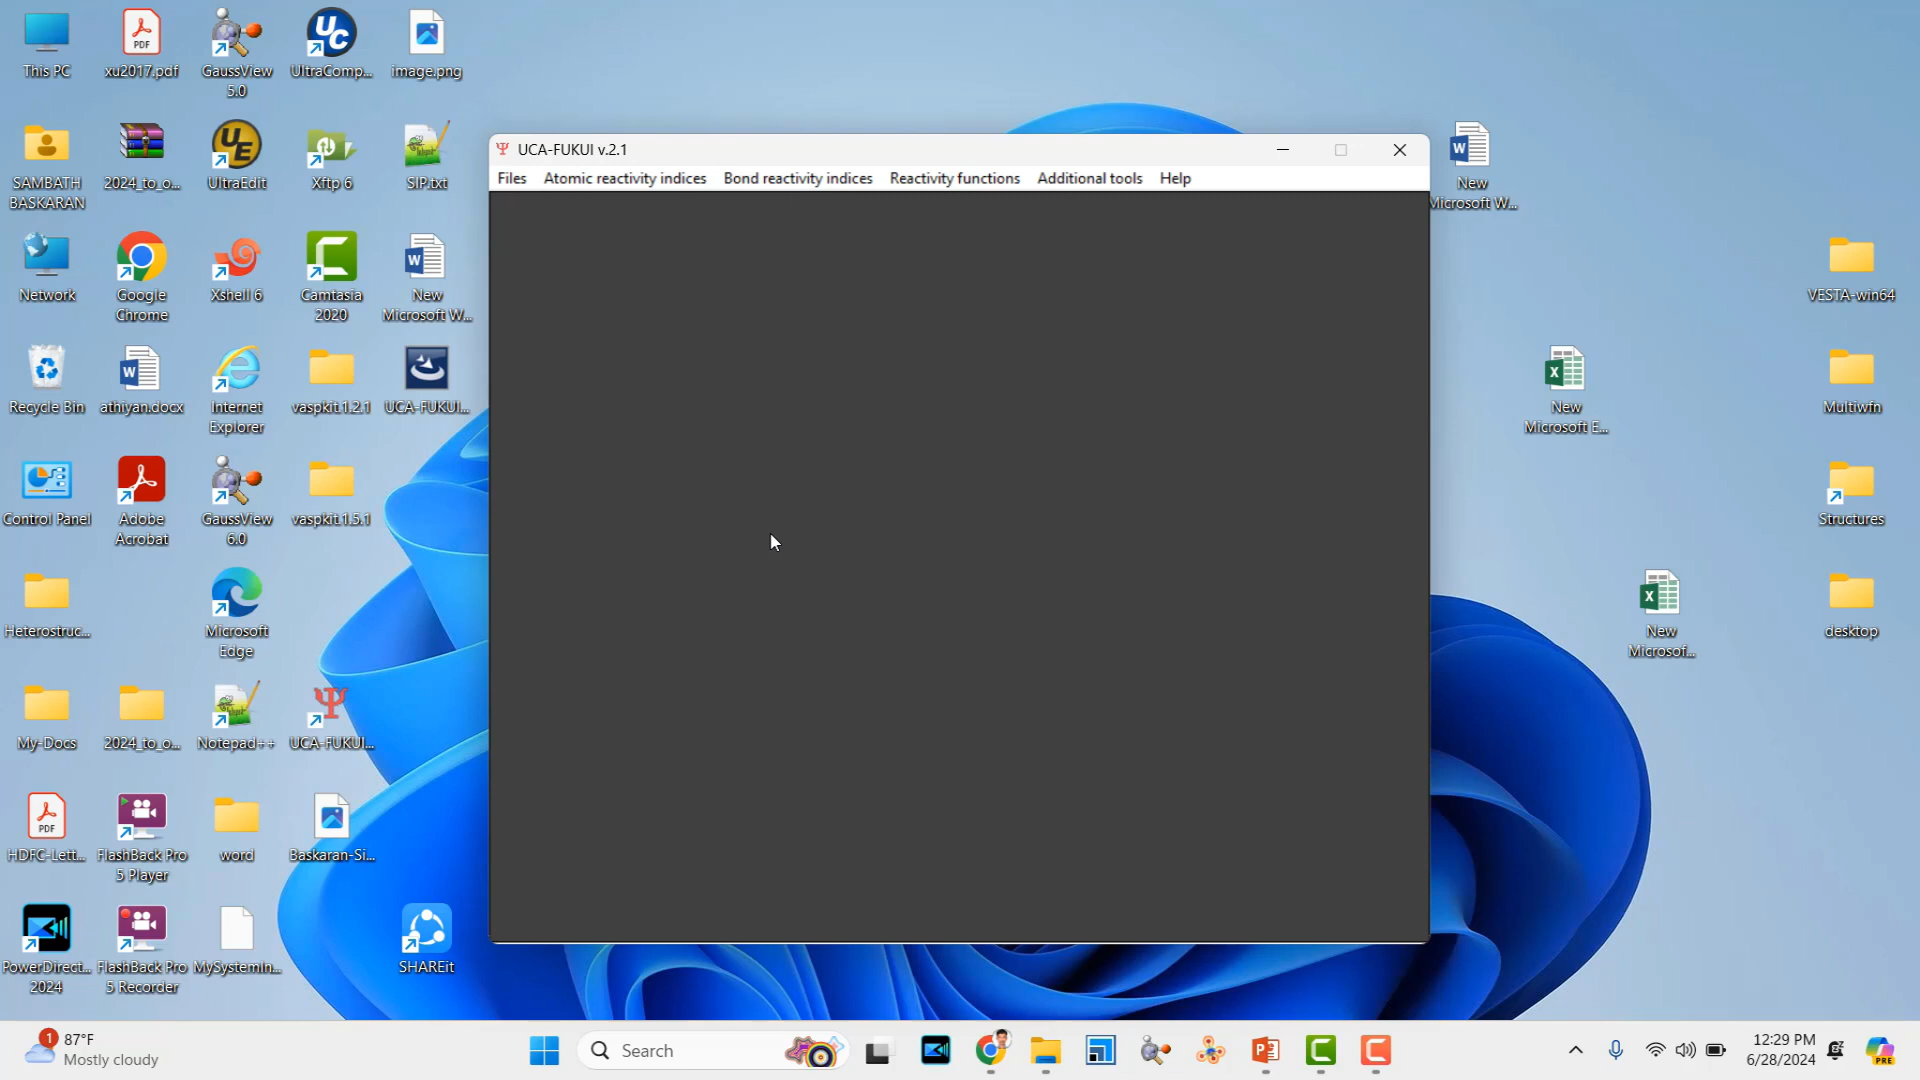 This PC
xu2017.pdf
GaussView
5.0
UltraComp...
image.png
SAMBATH
BASKARAN
2024_to_o...
UltraEdit
Xftp 6
SIP.txt
Network
Google
Chrome
Xshell 6
Camtasia
2020
New
Microsoft W...
Recycle Bin
athiyan.docx
Internet
Explorer
vaspkit.1.2.1
UCA-FUKUI...
Control Panel
Adobe
Acrobat
GaussView
6.0
vaspkit.1.5.1
Heterostruc...
Microsoft
Edge
My-Docs
2024_to_o...
Notepad++
UCA-FUKUI...
HDFC-Lett...
FlashBack Pro
5 Player
word
Baskaran-Si...
PowerDirect...
2024
FlashBack Pro
5 Recorder
MySystemin...
SHAREit
UCA-FUKUI v.2.1
Files Atomic reactivity indices Bond reactivity indices Reactivity functions Additional tools Help
New
Microsoft W...
VESTA-win64
New
Microsoft E...
Multiwfn
Structures
New
Microsof...
desktop
1
87°F
Mostly cloudy
Search
12:29 PM
6/28/2024
PRE